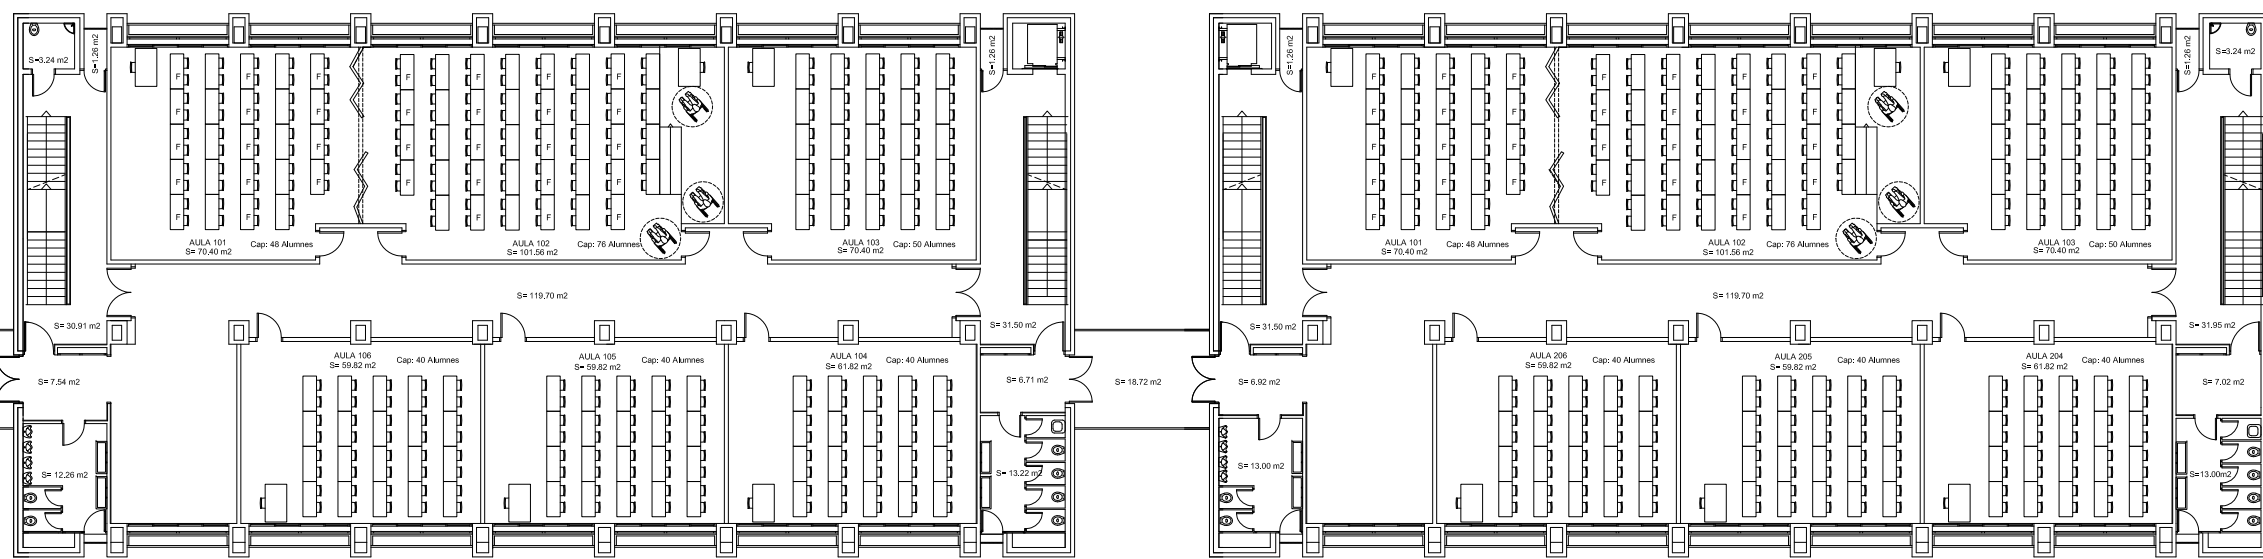 S=3.24 m2
S=1.26 m2
F F F F F
F F F F
F F F F
AULA 101
S= 70.40 m2
Cap: 48 Alumnes
F F F F
F F F F F
F F F F F
F F F F F
AULA 102
S= 101.56 m2
Cap: 76 Alumnes
AULA 103
S= 70.40 m2
Cap: 50 Alumnes
S=1.26 m2
S= 119.70 m2
S= 30.91 m2
S= 31.50 m2
S= 7.54 m2
AULA 106
S= 59.82 m2
Cap: 40 Alumnes
AULA 105
S= 59.82 m2
Cap: 40 Alumnes
AULA 104
S= 61.82 m2
Cap: 40 Alumnes
S= 6.71 m2
S= 18.72 m2
S= 12.26 m2
S= 13.22 m2
S=1.26 m2
F F F F F
F F F F F
F F F F
AULA 101
S= 70.40 m2
Cap: 48 Alumnes
F F F F
F F F F F
F F F F F
F F F F F
AULA 102
S= 101.56 m2
Cap: 76 Alumnes
AULA 103
S= 70.40 m2
Cap: 50 Alumnes
S=1.26 m2
S=3.24 m2
S= 119.70 m2
S= 31.50 m2
S= 31.95 m2
S= 6.92 m2
AULA 206
S= 59.82 m2
Cap: 40 Alumnes
AULA 205
S= 59.82 m2
Cap: 40 Alumnes
AULA 204
S= 61.82 m2
Cap: 40 Alumnes
S= 7.02 m2
S= 13.00 m2
S=13.00m2